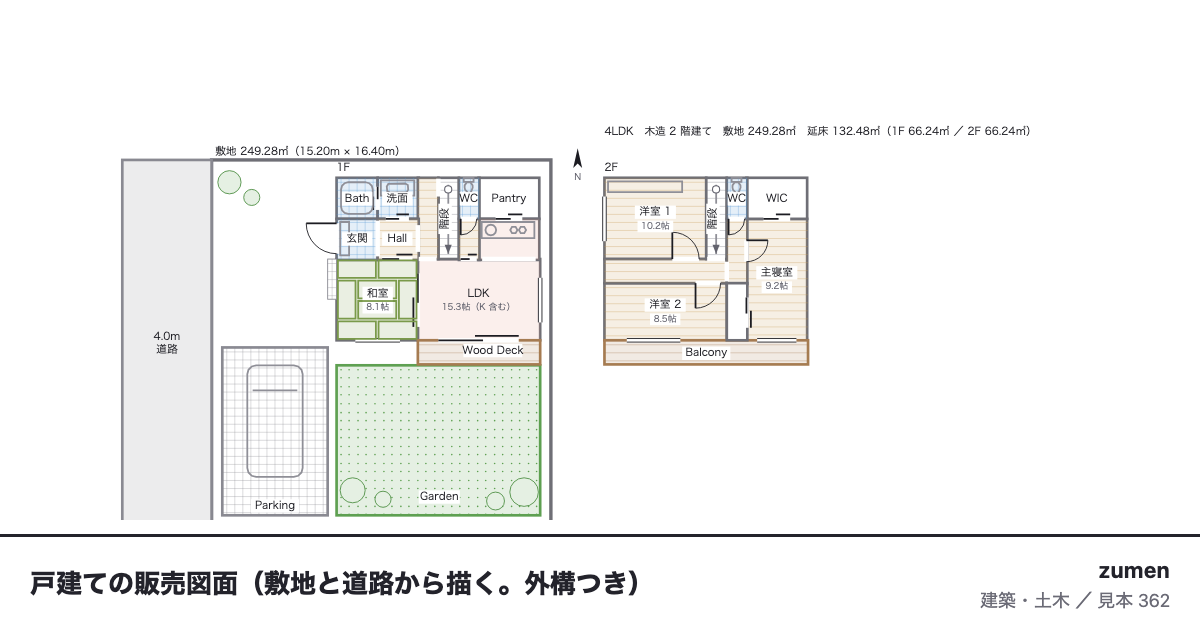 4LDK 木造 2 階建て 敷地 249.28㎡ 延床 132.48㎡（1F 66.24㎡ ／ 2F 66.24㎡）
敷地 249.28㎡（15.20m × 16.40m）
1F
N
2F
Bath
洗面
階段
WC
Pantry
玄関
Hall
和室
8.1帖
LDK
15.3帖（K 含む）
Wood Deck
4.0m
道路
Parking
Garden
洋室 1
10.2帖
階段
WC
WIC
主寝室
9.2帖
洋室 2
8.5帖
Balcony
戸建ての販売図面（敷地と道路から描く。外構つき）
zumen
建築・土木 ／ 見本 362